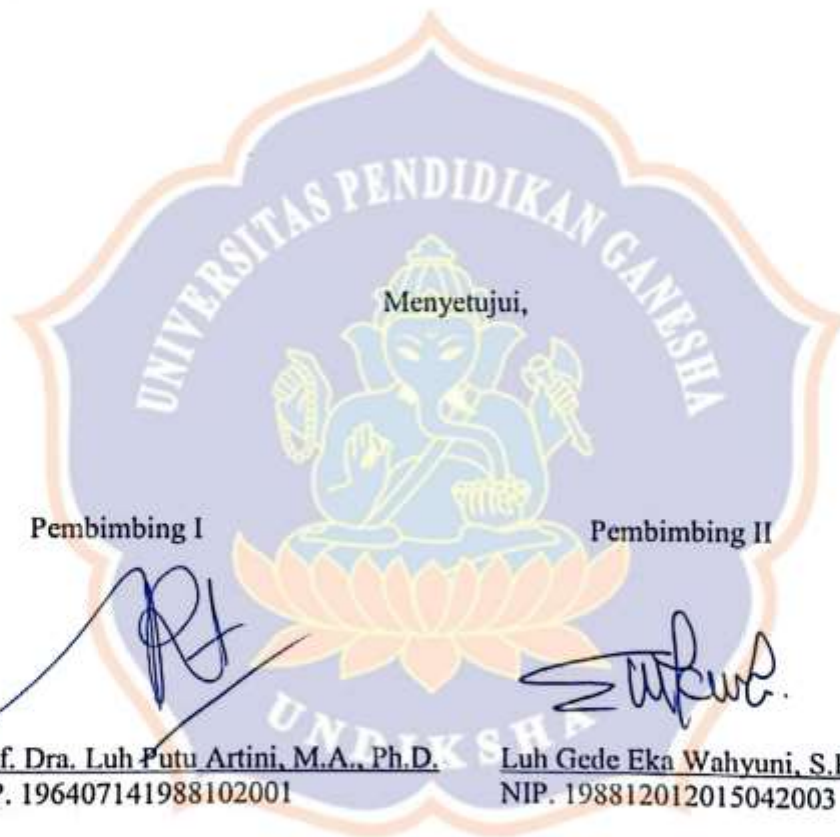 UNIVERSITAS PENDIDIKAN GANESHA
Menyetujui,
Pembimbing I Pembimbing II
f. Dra. Luh Putu Artini, M.A., Ph.D. Luh Gede Eka Wahyuni, S.
P. 196407141988102001 NIP. 198812012015042003
UNDIKSHA